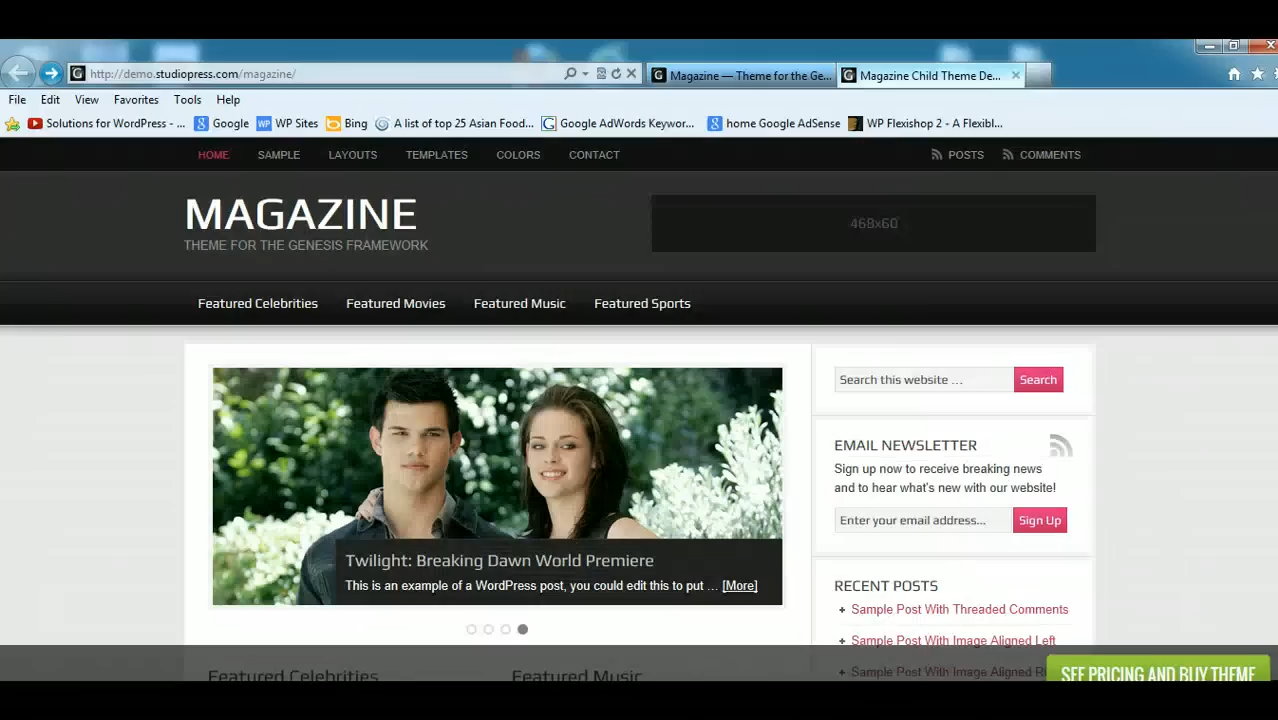 http://demo.studiopress.com/magazine/
Magazine — Theme for the Ge...
Magazine Child Theme De...
File Edit View Favorites Tools Help
Solutions for WordPress - ...
Google
WP Sites
Bing
A list of top 25 Asian Food...
Google AdWords Keywor...
home Google AdSense
WP Flexishop 2 - A Flexibl...
HOME SAMPLE LAYOUTS TEMPLATES COLORS CONTACT
POSTS COMMENTS
MAGAZINE
THEME FOR THE GENESIS FRAMEWORK
468x60
Featured Celebrities Featured Movies Featured Music Featured Sports
Twilight: Breaking Dawn World Premiere
This is an example of a WordPress post, you could edit this to put ... [More]
Search this website ...
Search
EMAIL NEWSLETTER
Sign up now to receive breaking news
and to hear what's new with our website!
Enter your email address...
Sign Up
RECENT POSTS
Sample Post With Threaded Comments
Sample Post With Image Aligned Left
Sample Post With Image Aligned
Featured Celebrities
Featured Music
SEE PRICING AND BUY THEME